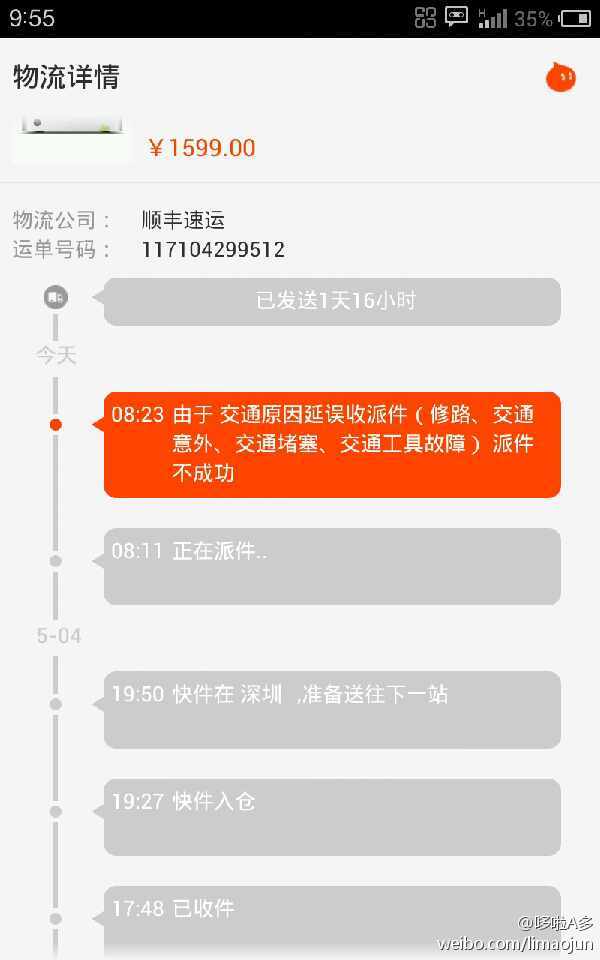 9:55
H
35%
物流详情
￥1599.00
物流公司： 顺丰速运
运单号码： 117104299512
已发送1天16小时
今天
08:23 由于 交通原因延误收派件（修路、交通
意外、交通堵塞、交通工具故障）派件
不成功
08:11 正在派件..
5-04
19:50 快件在 深圳 ,准备送往下一站
19:27 快件入仓
17:48 已收件
@哆啦A多
weibo.com/limaojun